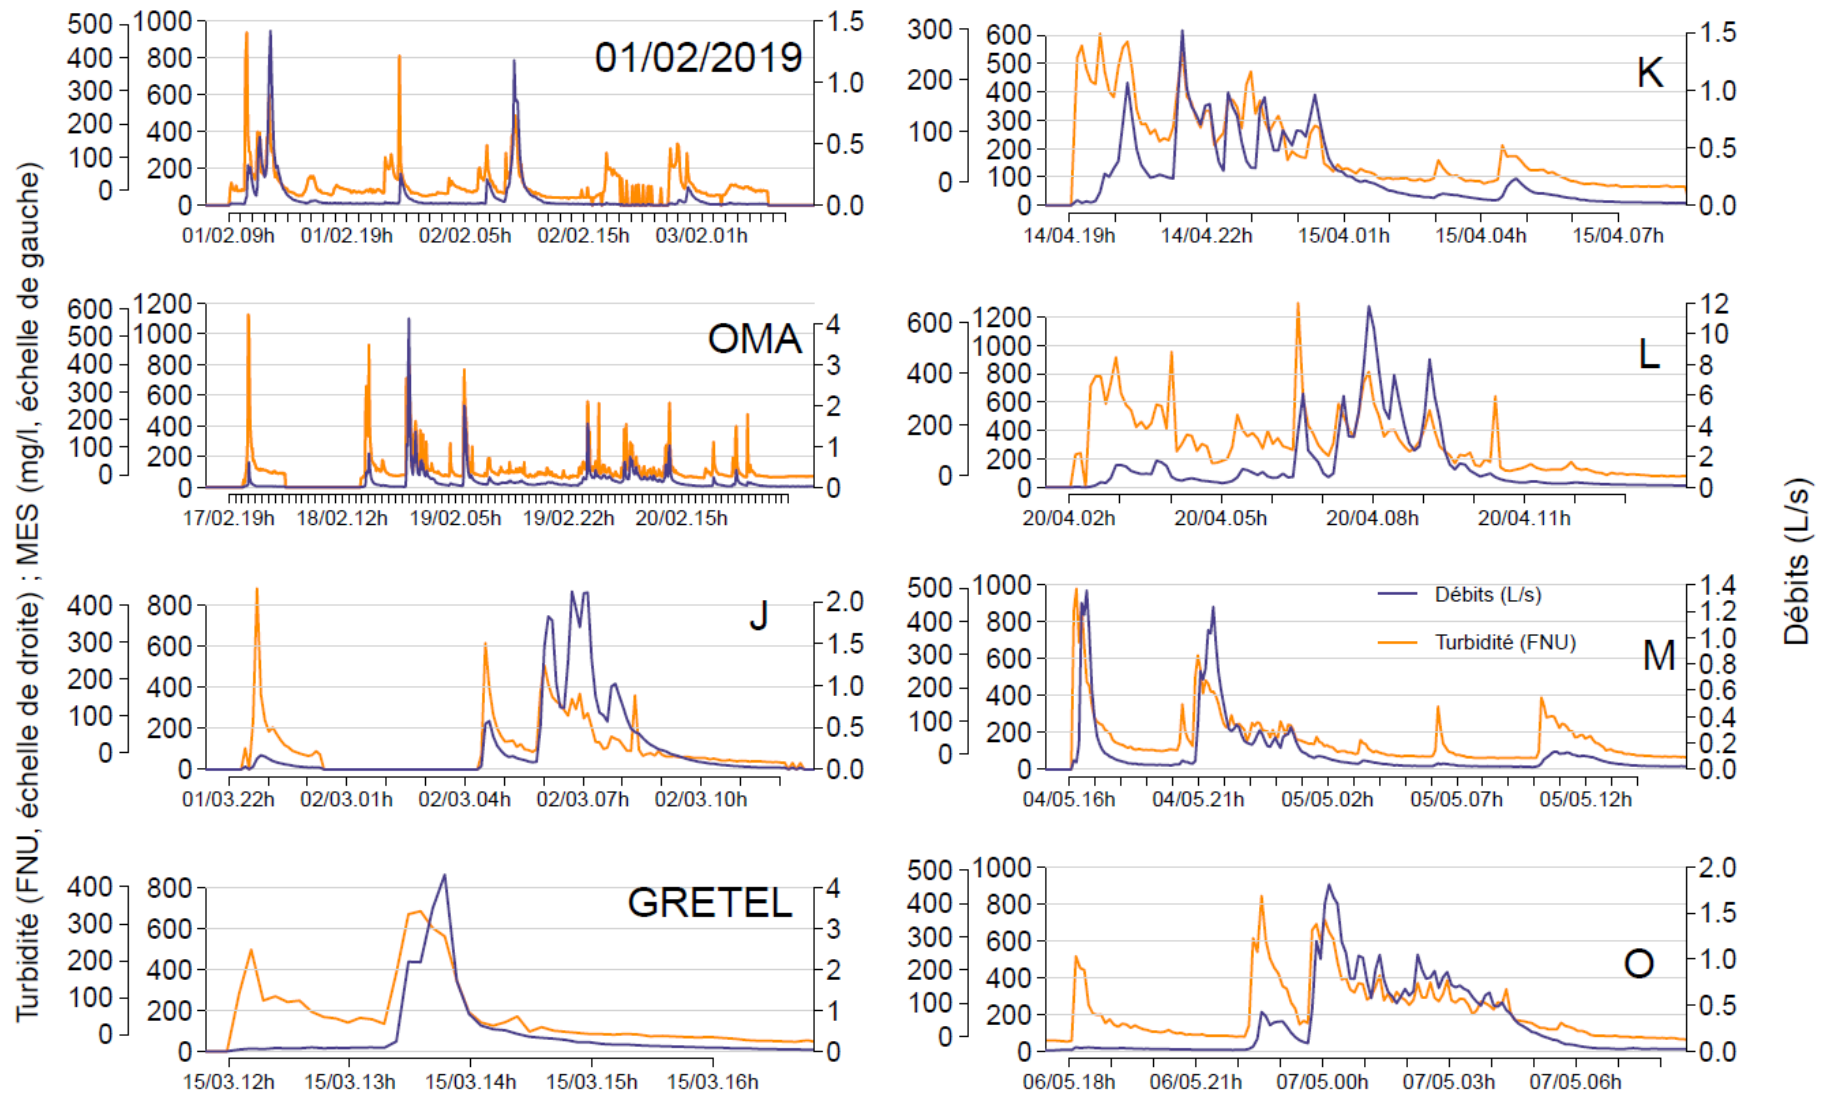 Turbidité (FNU, échelle de droite) ; MES (mg/l, échelle de gauche)
Débits (L/s)
01/02/2019
500 400 300 200 100 0
1000 800 600 400 200 0
1.5 1.0 0.5 0.0
01/02.09h 01/02.19h 02/02.05h 02/02.15h 03/02.01h
K
300 200 100 0
600 500 400 300 200 100 0
1.5 1.0 0.5 0.0
14/04.19h 14/04.22h 15/04.01h 15/04.04h 15/04.07h
OMA
600 500 400 300 200 100 0
1200 1000 800 600 400 200 0
4 3 2 1 0
17/02.19h 18/02.12h 19/02.05h 19/02.22h 20/02.15h
L
600 400 200 0
1200 1000 800 600 400 200 0
12 10 8 6 4 2 0
20/04.02h 20/04.05h 20/04.08h 20/04.11h
J
400 300 200 100 0
800 600 400 200 0
2.0 1.5 1.0 0.5 0.0
01/03.22h 02/03.01h 02/03.04h 02/03.07h 02/03.10h
M
Débits (L/s)
Turbidité (FNU)
500 400 300 200 100 0
1000 800 600 400 200 0
1.4 1.2 1.0 0.8 0.6 0.4 0.2 0.0
04/05.16h 04/05.21h 05/05.02h 05/05.07h 05/05.12h
GRETEL
400 300 200 100 0
800 600 400 200 0
4 3 2 1 0
15/03.12h 15/03.13h 15/03.14h 15/03.15h 15/03.16h
O
500 400 300 200 100 0
1000 800 600 400 200 0
2.0 1.5 1.0 0.5 0.0
06/05.18h 06/05.21h 07/05.00h 07/05.03h 07/05.06h